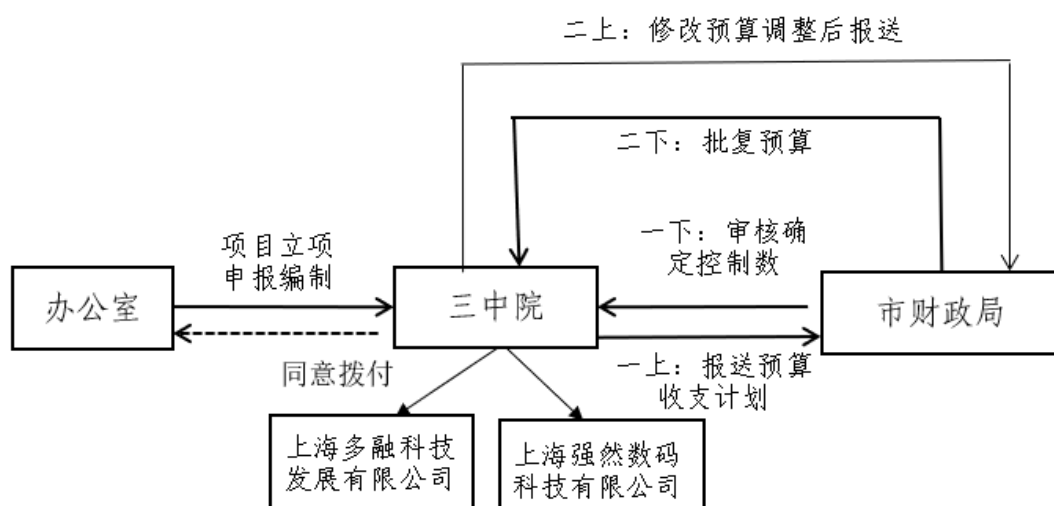 二上：修改预算调整后报送
二下：批复预算
项目立项
申报编制
一下：审核确
定控制数
办公室
三中院
市财政局
同意拨付
一上：报送预算
收支计划
上海多融科技
发展有限公司
上海强然数码
科技有限公司